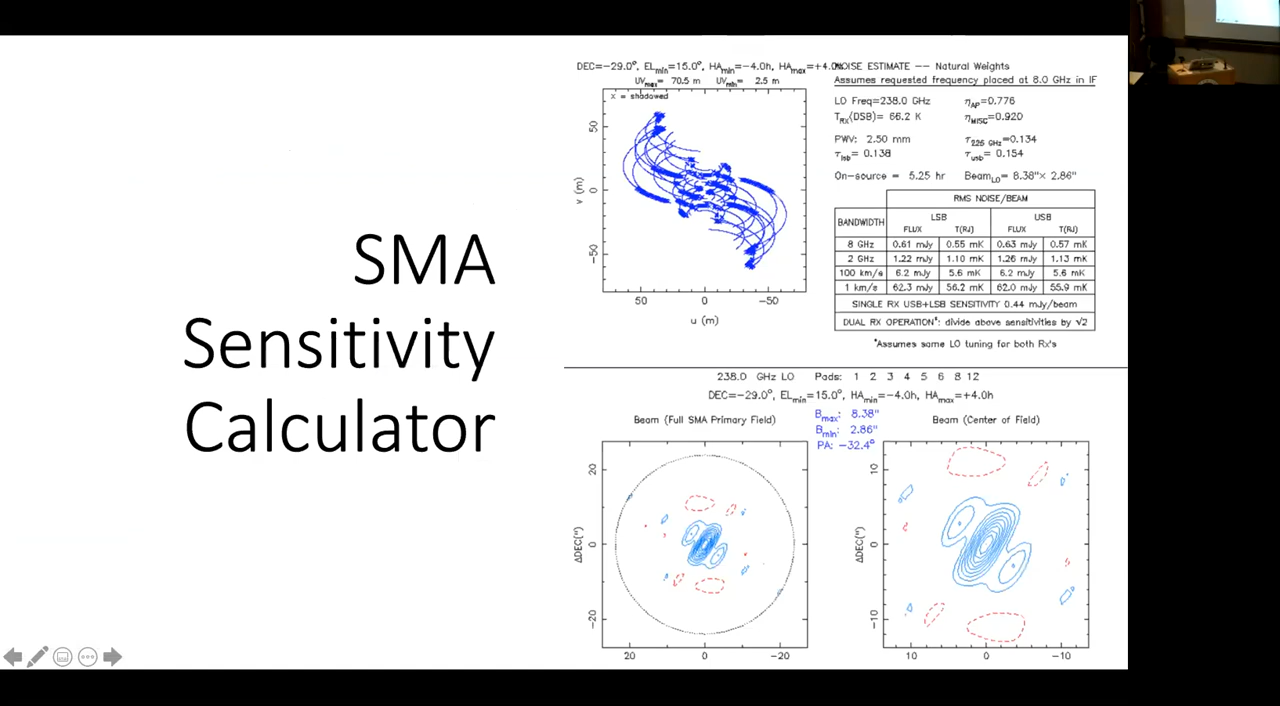 SMA
Sensitivity
Calculator
DEC=−29.0°, EL_min=15.0°, HA_min=−4.0h, HA_max=+4.0h
UV_max= 70.5 m UV_min= 2.5 m
x = shadowed
50
0
−50
v (m)
50 0 −50
u (m)
NOISE ESTIMATE —— Natural Weights
Assumes requested frequency placed at 8.0 GHz in IF
LO Freq=238.0 GHz η_AP=0.776
T_RX(DSB)= 66.2 K η_MISC=0.920
PWV: 2.50 mm τ_225 GHz=0.134
τ_lsb= 0.138 τ_usb= 0.154
On-source = 5.25 hr Beam_LO= 8.38"× 2.86"
RMS NOISE/BEAM
BANDWIDTH LSB USB
FLUX T(RJ) FLUX T(RJ)
8 GHz 0.61 mJy 0.55 mK 0.63 mJy 0.57 mK
2 GHz 1.22 mJy 1.10 mK 1.26 mJy 1.13 mK
100 km/s 6.2 mJy 5.6 mK 6.2 mJy 5.6 mK
1 km/s 62.3 mJy 56.2 mK 62.0 mJy 55.9 mK
SINGLE RX USB+LSB SENSITIVITY 0.44 mJy/beam
DUAL RX OPERATION*: divide above sensitivities by √2
*Assumes same LO tuning for both Rx's
238.0 GHz LO Pads: 1 2 3 4 5 6 8 12
DEC=−29.0°, EL_min=15.0°, HA_min=−4.0h, HA_max=+4.0h
Beam (Full SMA Primary Field)
B_max: 8.38"
B_min: 2.86"
PA: −32.4°
Beam (Center of Field)
20
0
−20
ΔDEC(")
20 0 −20
10
0
−10
ΔDEC(")
10 0 −10